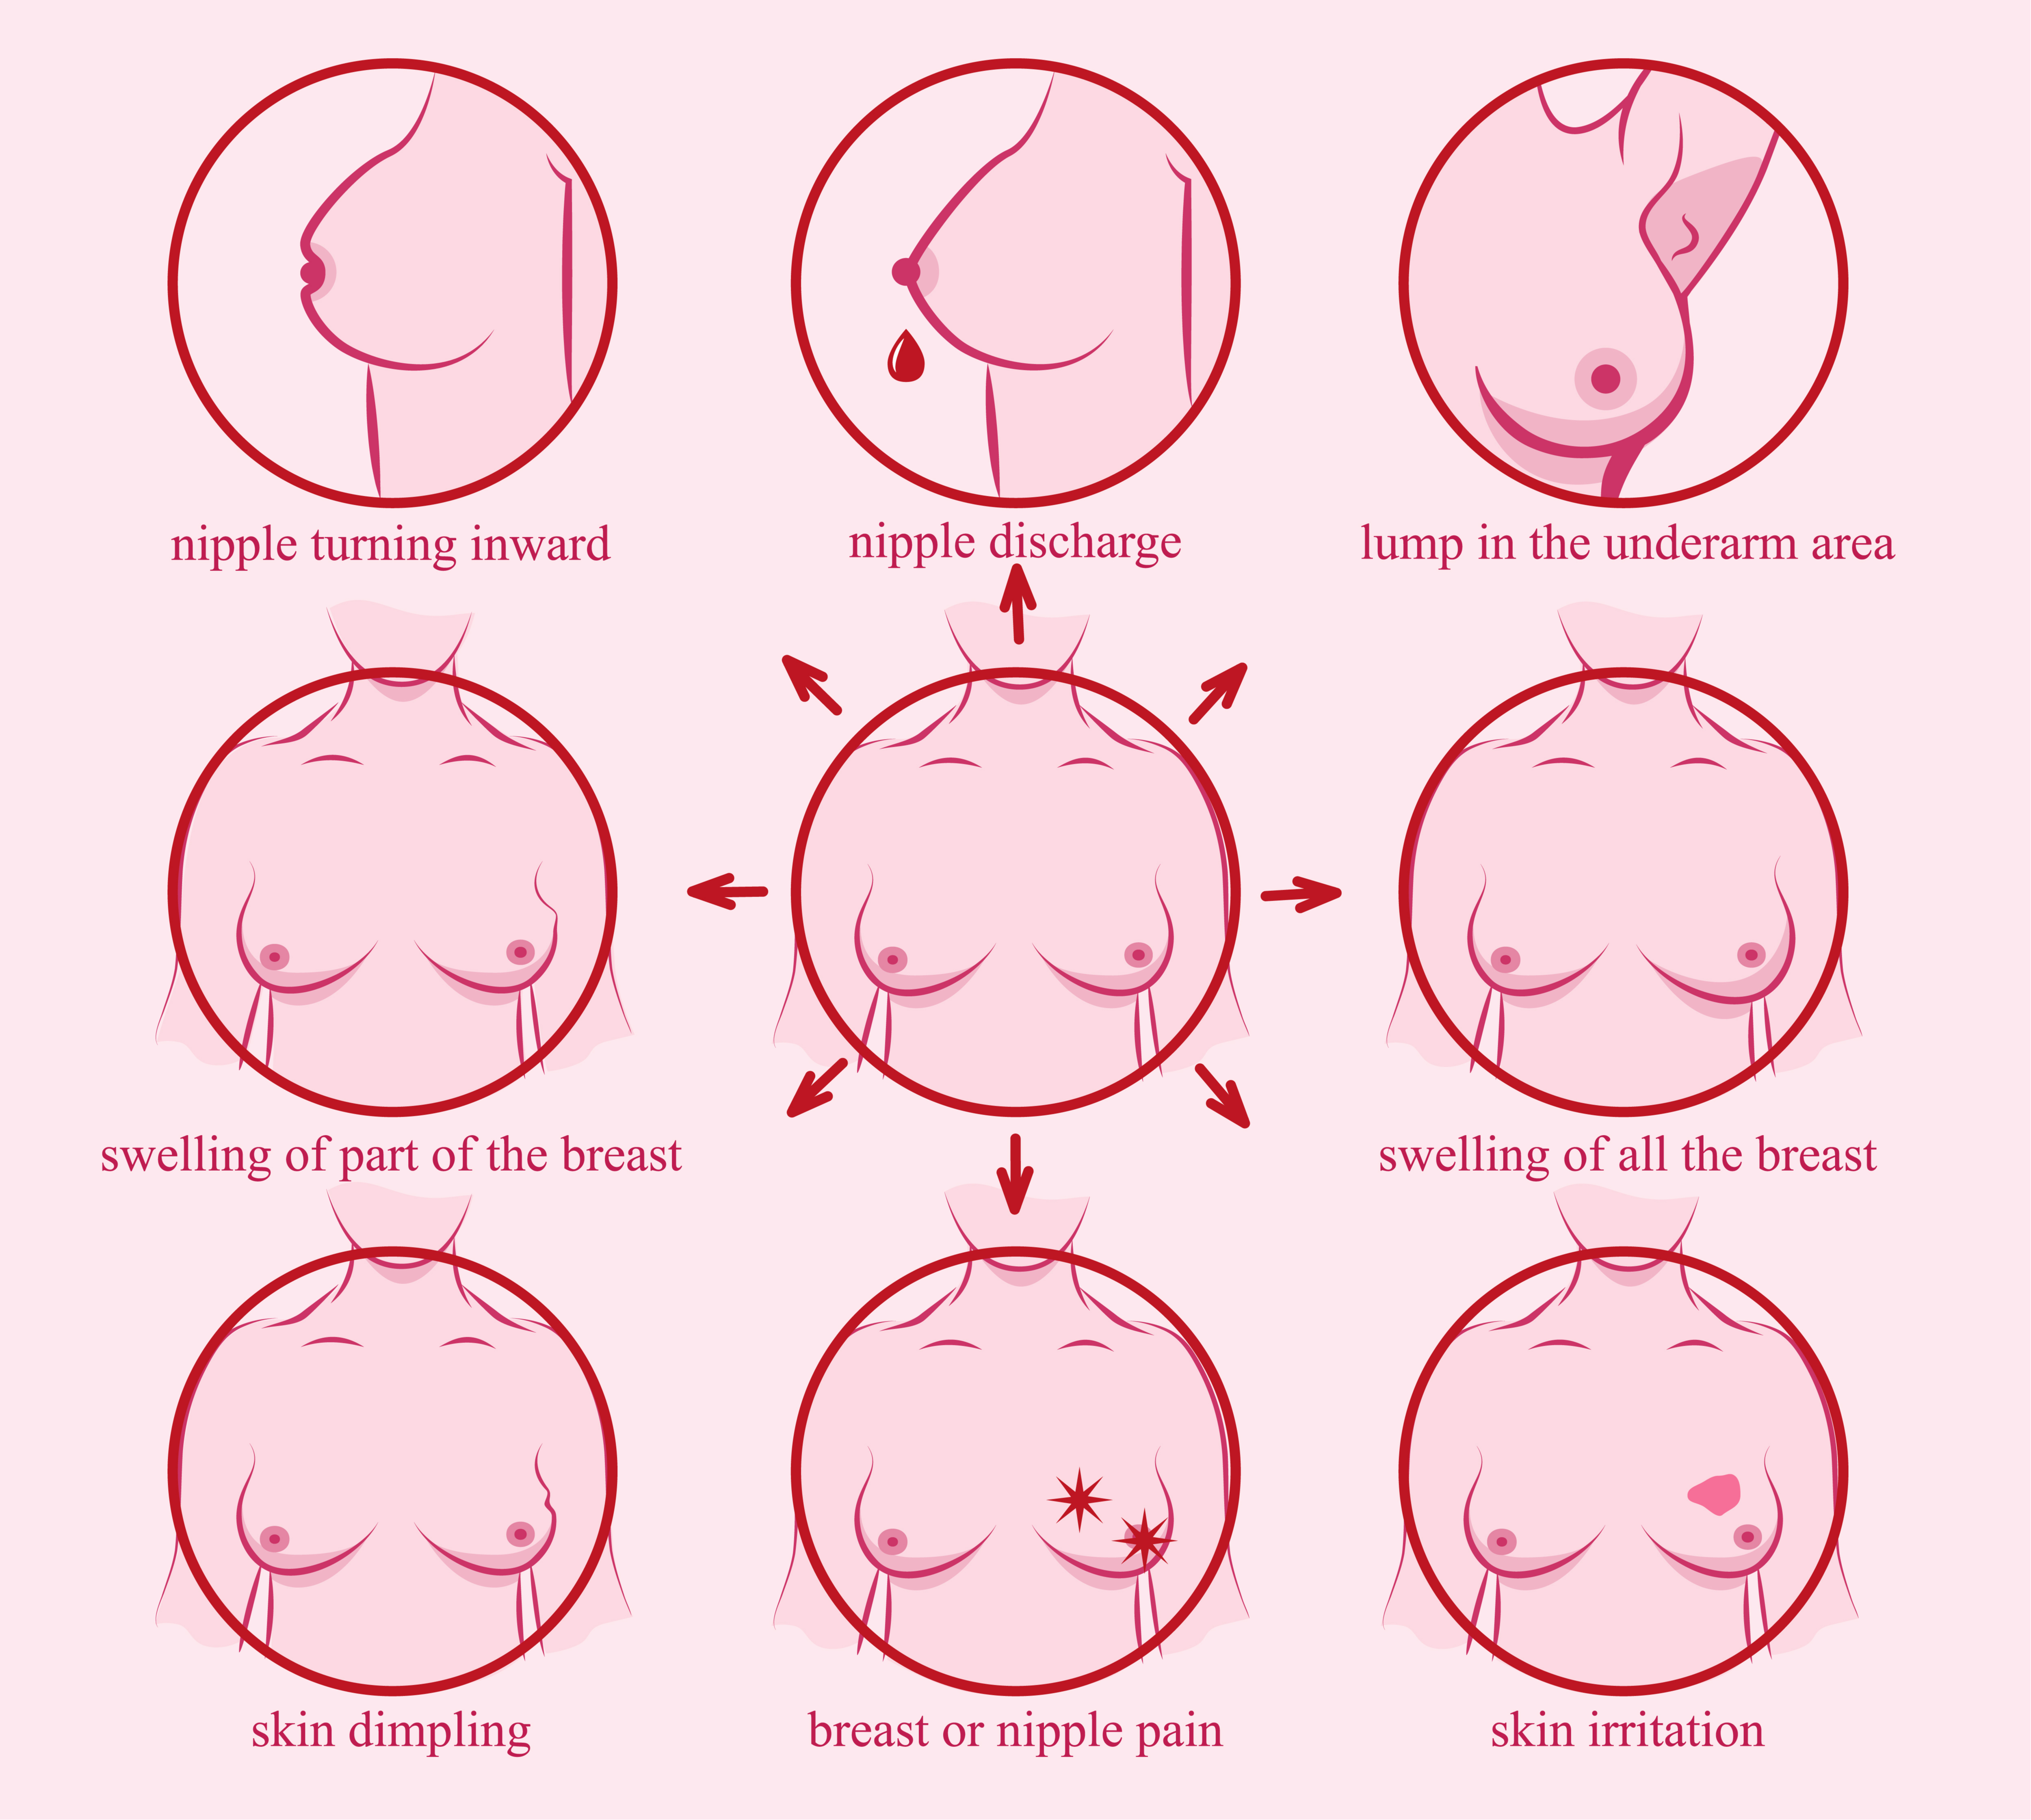 nipple turning inward
nipple discharge
lump in the underarm area
swelling of part of the breast
swelling of all the breast
skin dimpling
breast or nipple pain
skin irritation